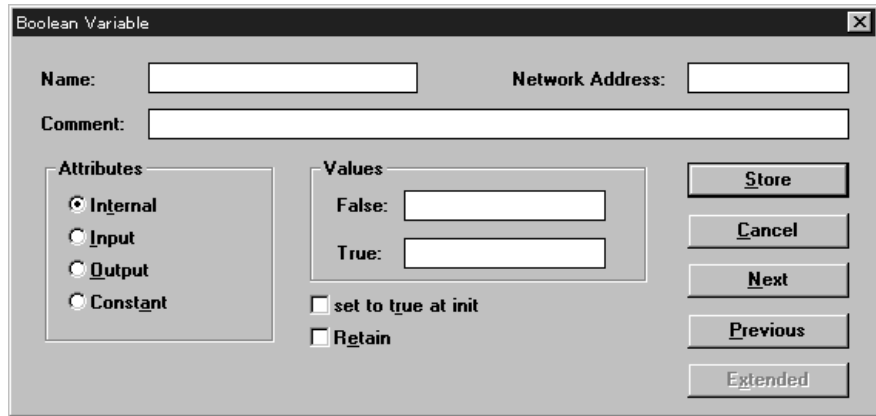 Boolean Variable
Name:
Network Address:
Comment:
Attributes
Internal
Input
Output
Constant
Values
False:
True:
set to true at init
Retain
Store
Cancel
Next
Previous
Extended